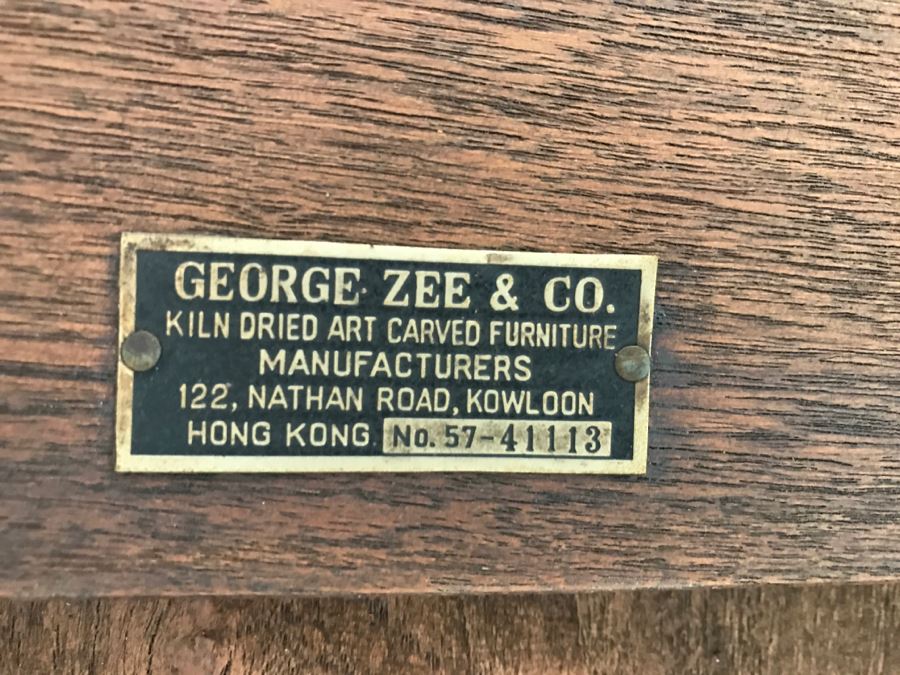 GEORGE ZEE & CO.
KILN DRIED ART CARVED FURNITURE
MANUFACTURERS
122, NATHAN ROAD, KOWLOON
HONG KONG No. 57-41113